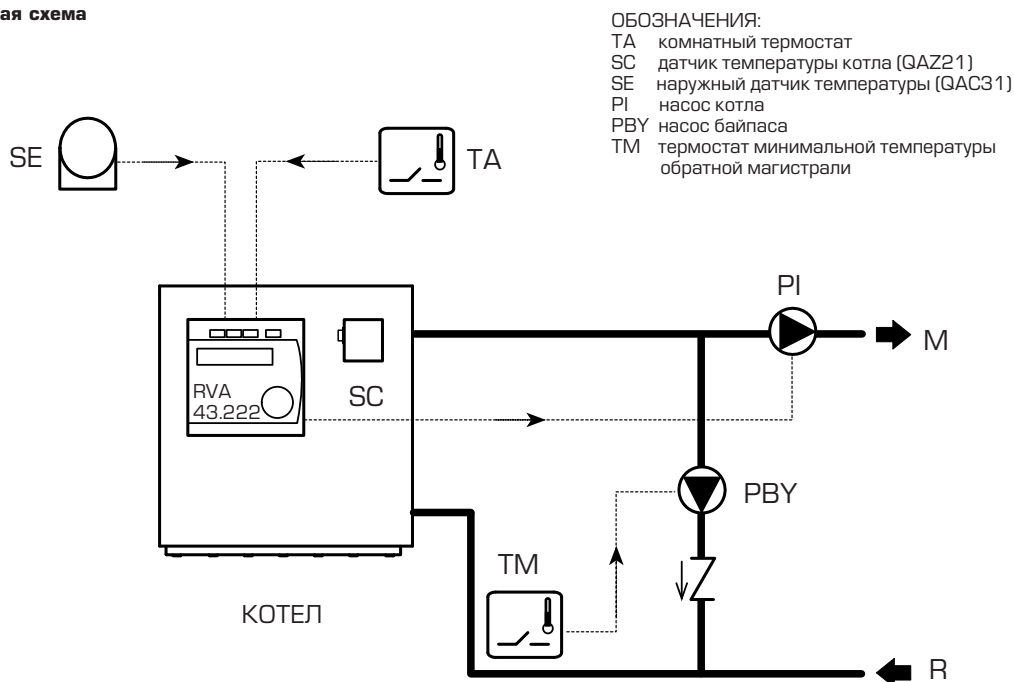 ая схема
ОБОЗНАЧЕНИЯ:
TA комнатный термостат
SC датчик температуры котла (QAZ21)
SE наружный датчик температуры (QAC31)
PI насос котла
PBY насос байпаса
TM термостат минимальной температуры
обратной магистрали
SE
TA
PI
M
RVA
43.222
SC
PBY
TM
КОТЕЛ
R